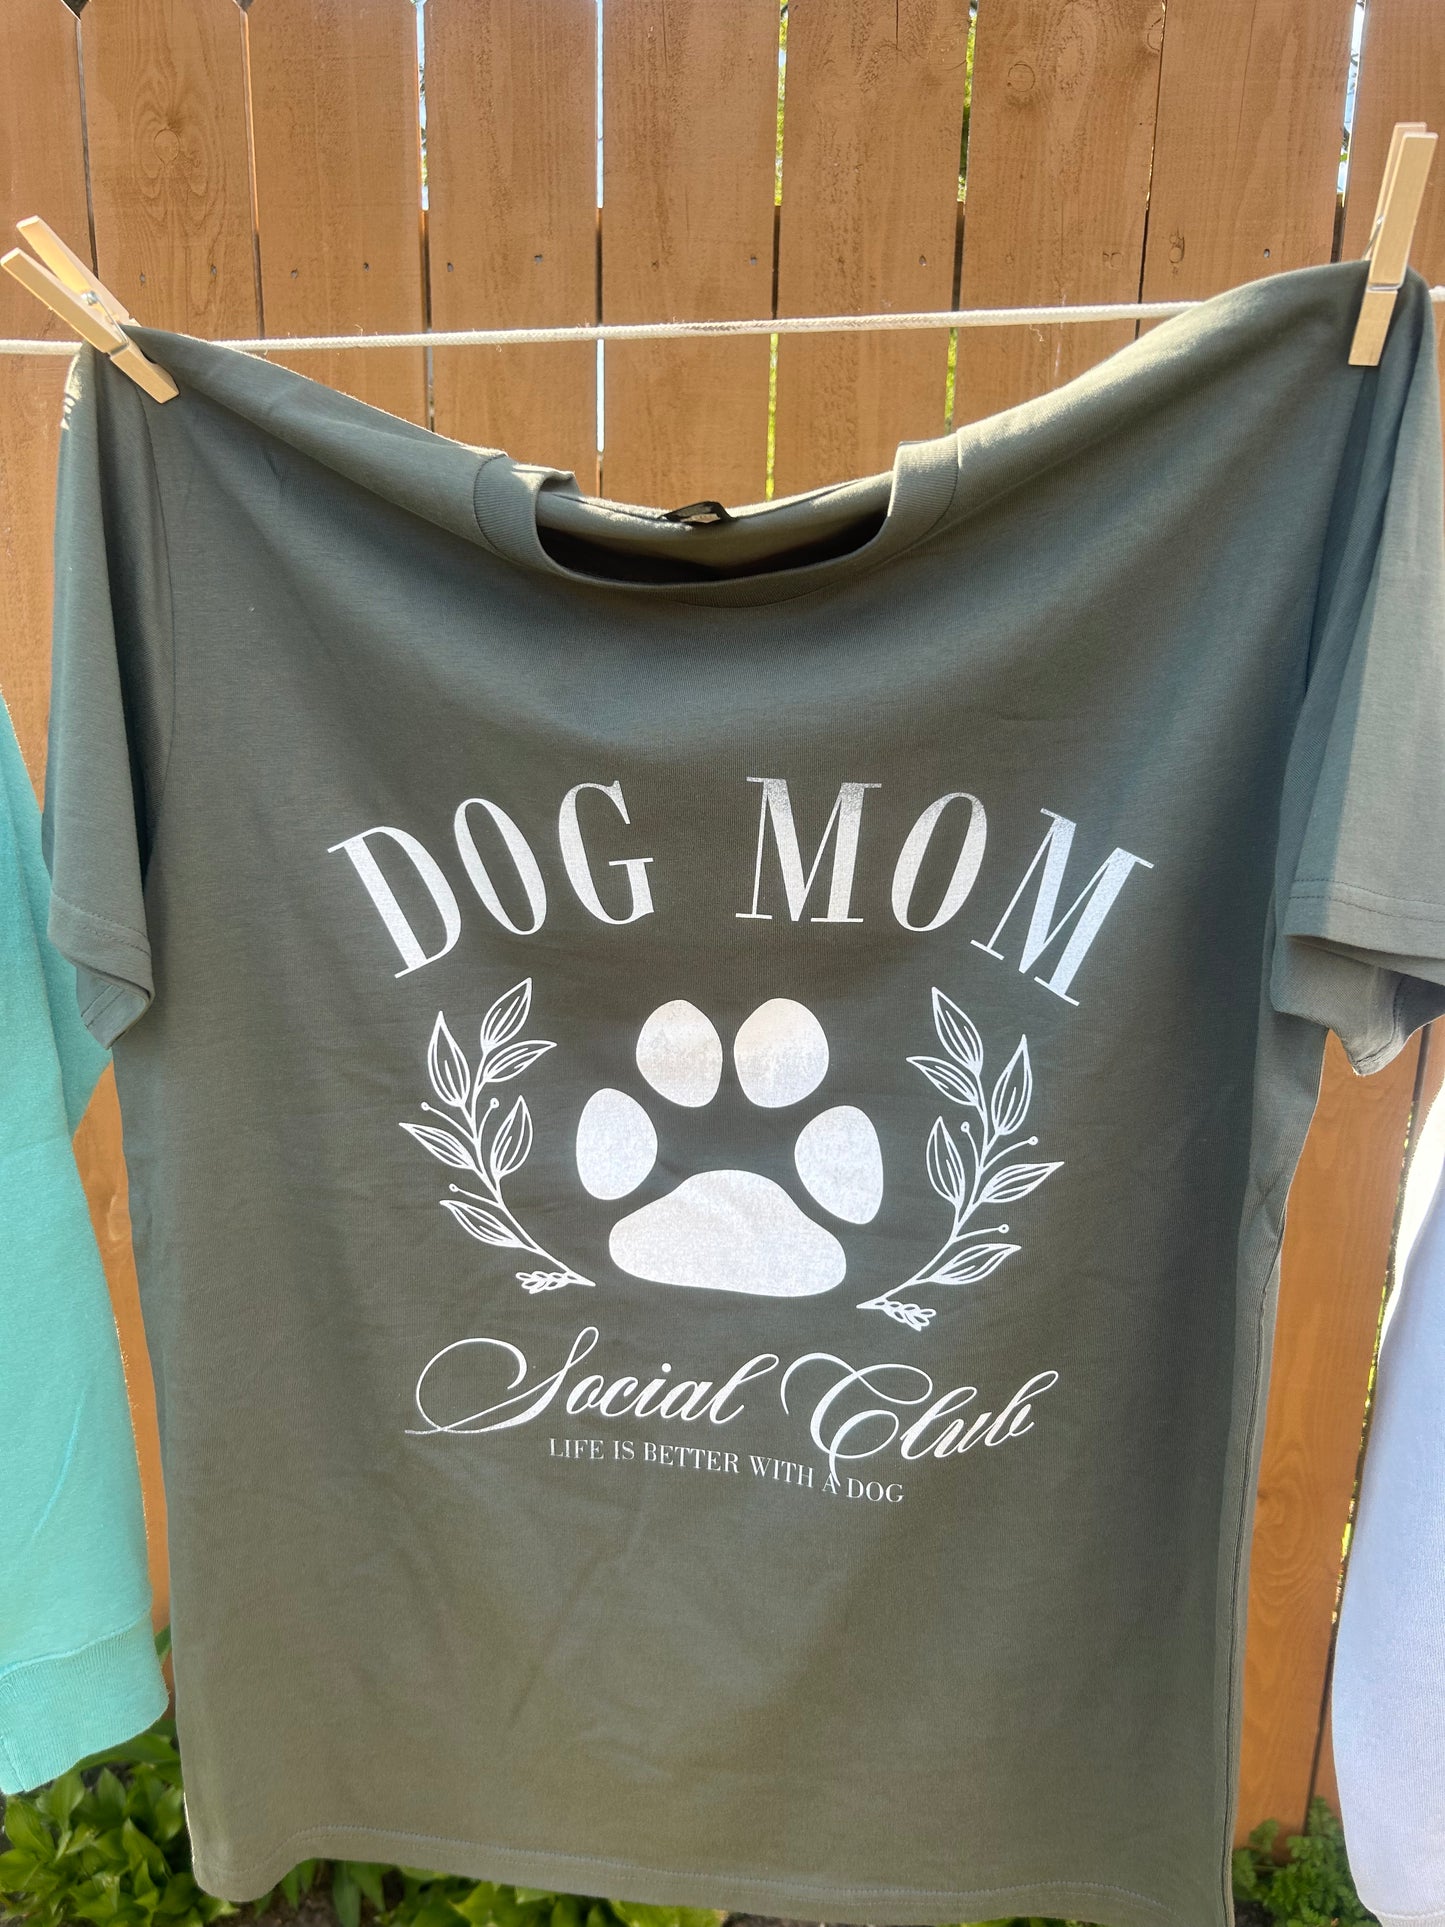 DOG MOM
Social Club
LIFE IS BETTER WITH A DOG